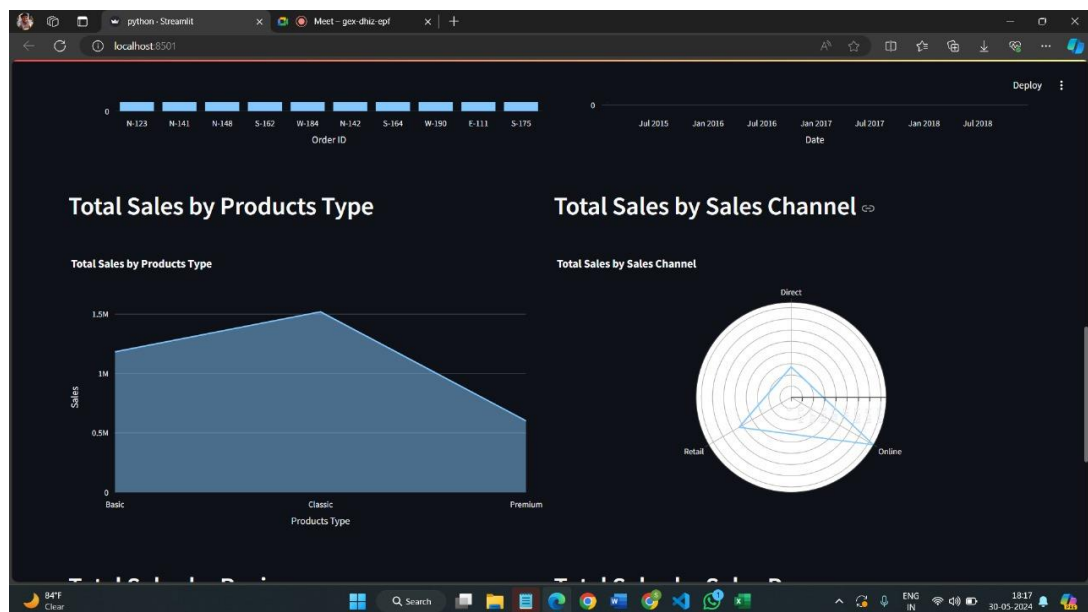 python · Streamlit
Meet – gex-dhiz-epf
localhost:8501
Deploy
0
N-123 N-141 N-148 S-162 W-184 N-142 S-164 W-190 E-111 S-175
Order ID
0
Jul 2015 Jan 2016 Jul 2016 Jan 2017 Jul 2017 Jan 2018 Jul 2018
Date
Total Sales by Products Type
Total Sales by Products Type
1.5M
1M
0.5M
0
Sales
Basic Classic Premium
Products Type
Total Sales by Sales Channel
Total Sales by Sales Channel
Direct
Retail
Online
84°F
Clear
Search
ENG
IN
18:17
30-05-2024